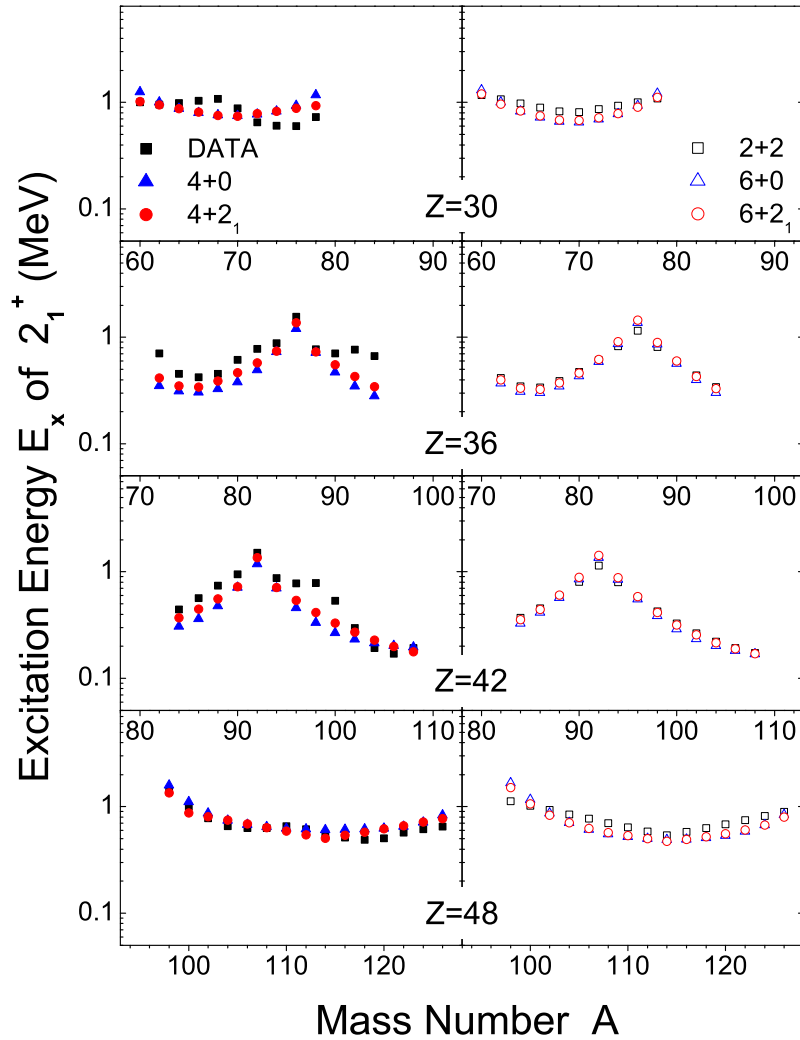 Excitation Energy E_x of 2_1^+ (MeV)
1
0.1
DATA
4+0
4+2_1
2+2
6+0
6+2_1
Z=30
60 70 80 90
60 70 80 90
1
0.1
Z=36
70 80 90 100
70 80 90 100
1
0.1
Z=42
80 90 100 110
80 90 100 110
1
0.1
Z=48
100 110 120
100 110 120
Mass Number A